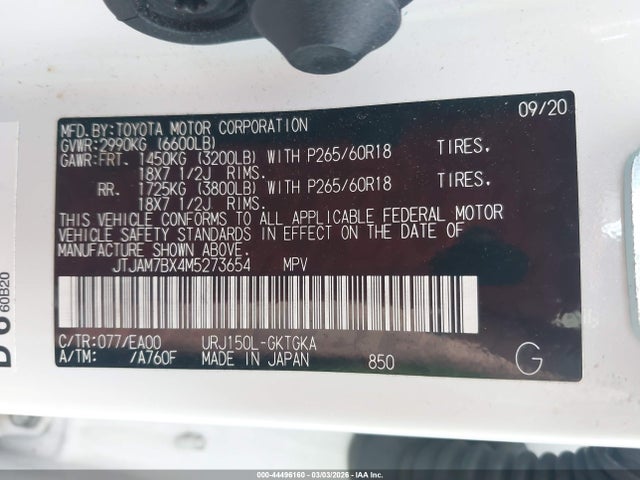 09/20
MFD.BY:TOYOTA MOTOR CORPORATION
GVWR:2990KG (6600LB)
GAWR:FRT. 1450KG (3200LB) WITH P265/60R18 TIRES.
18X7 1/2J RIMS.
RR. 1725KG (3800LB) WITH P265/60R18 TIRES.
18X7 1/2J RIMS.
THIS VEHICLE CONFORMS TO ALL APPLICABLE FEDERAL MOTOR
VEHICLE SAFETY STANDARDS IN EFFECT ON THE DATE OF
MANUFACTURE SHOWN ABOVE.
JTJAM7BX4M5273654 MPV
C/TR:077/EA00 URJ150L-GKTGKA
A/TM: /A760F MADE IN JAPAN 850 G
60B20
000-44496160 - 03/03/2026 - IAA Inc.